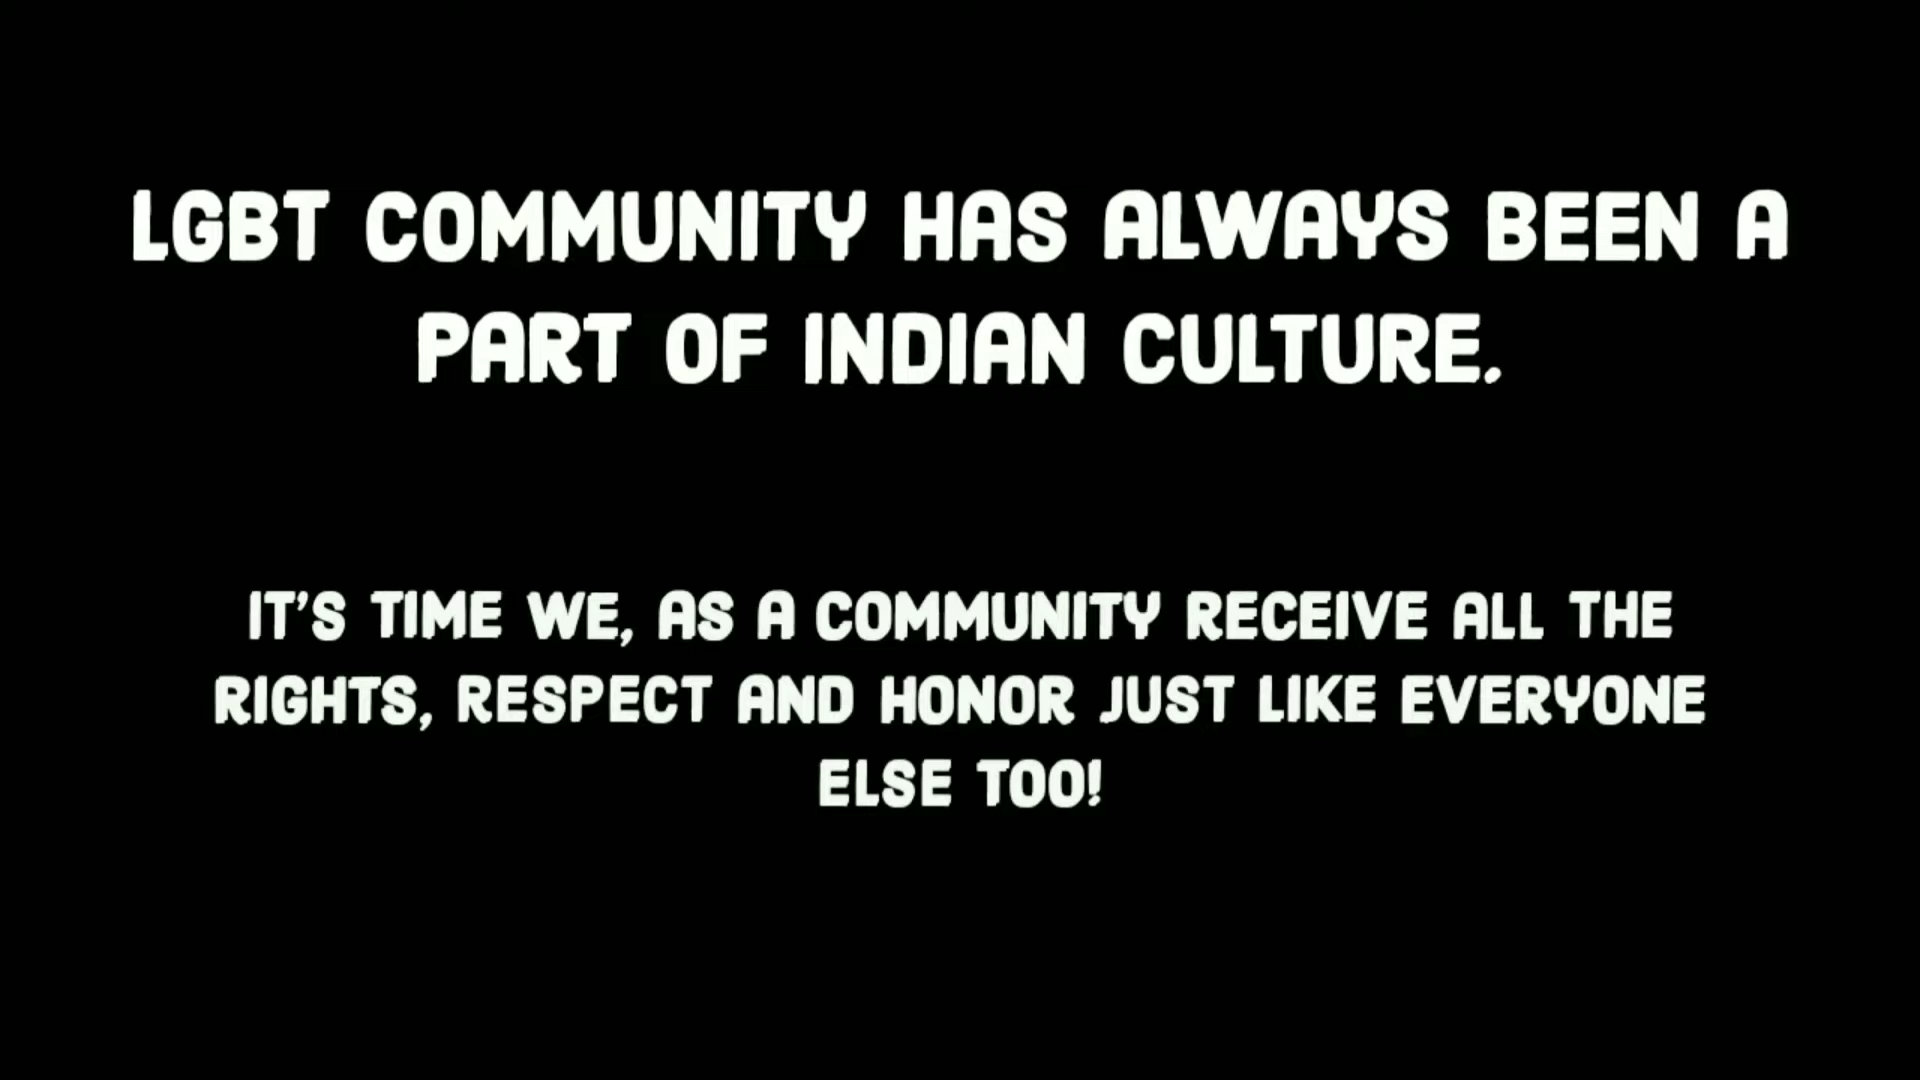 LGBT COMMUNITY HAS ALWAYS BEEN A
PART OF INDIAN CULTURE.
IT'S TIME WE, AS A COMMUNITY RECEIVE ALL THE
RIGHTS, RESPECT AND HONOR JUST LIKE EVERYONE
ELSE TOO!